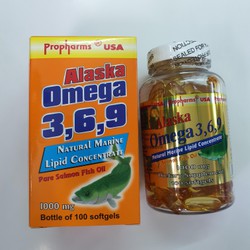 Propharms USA
Alaska
Omega
3,6,9
Natural Marine
Lipid Concentrate
Pure Salmon Fish Oil
1000 mg
Bottle of 100 softgels
Propharms USA
Alaska
Omega 3,6,9
Natural Marine Lipid Concentrate